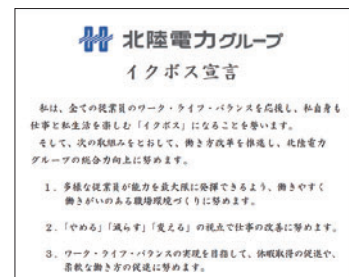 北陸電力グループ
イクボス宣言
私は、全ての従業員のワーク・ライフ・バランスを応援し、私自身も
仕事と私生活を楽しむ「イクボス」になることを誓います。
そして、次の取組みをとおして、働き方改革を推進し、北陸電力
グループの総合力向上に努めます。
1．多様な従業員が能力を最大限に発揮できるよう、働きやすく
働きがいのある職場環境づくりに努めます。
2．「やめる」「減らす」「変える」の視点で仕事の改善に努めます。
3．ワーク・ライフ・バランスの実現を目指して、休暇取得の促進や、
柔軟な働き方の促進に努めます。